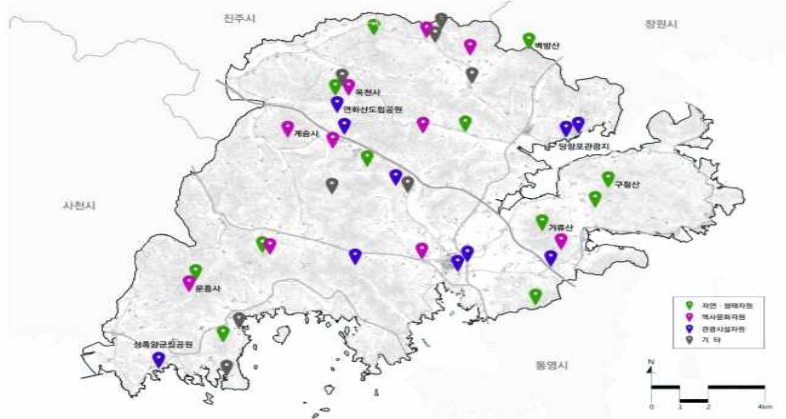 진주시
창원시
벽방산
옥천사
연화산도립공원
계승사
당항포관광지
구절산
사천시
거류산
운흥사
상족암군립공원
통영시
자연·생태자원
역사문화자원
관광시설자원
기 타
N
0 1 2 4km